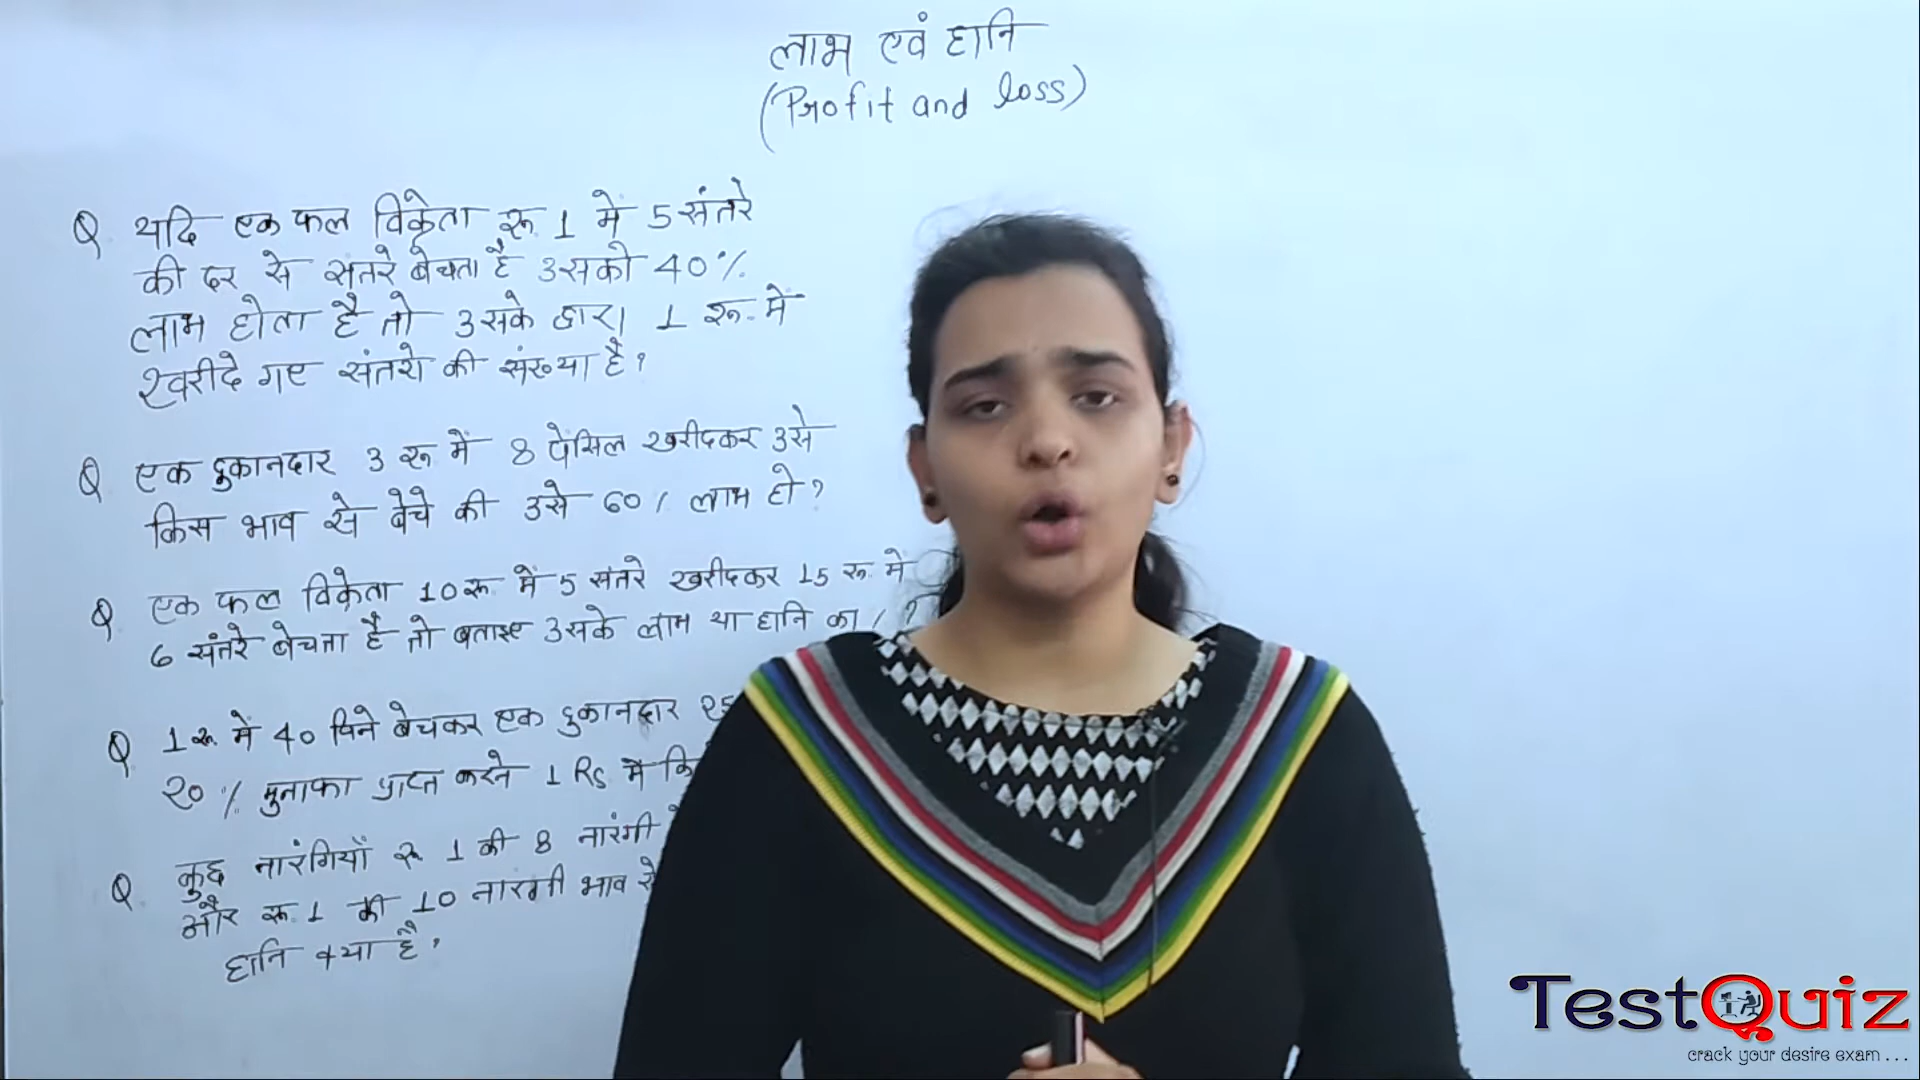 लाभ एवं हानि
(Profit and loss)
Q यदि एक फल विक्रेता रू. 1 में 5 संतरे
की दर से संतरे बेचता है उसको 40%
लाभ होता है तो उसके द्वारा 1 रू. में
खरीदे गए संतरो की संख्या है?
Q एक दुकानदार 3 रू में 8 पेंसिल खरीदकर उसे
किस भाव से बेचे की उसे 60% लाभ हो?
Q एक फल विक्रेता 10 रू. में 5 संतरे खरीदकर 15 रू. में
6 संतरे बेचता है तो बताइए उसके लाभ या हानि का % ?
Q 1 रू में 40 पिने बेचकर एक दुकानदार
20% मुनाफा प्राप्त करने 1 Rs में
Q. कुछ नारंगियाँ रू 1 की 8 नारंगी
और रू. 1 की 10 नारंगी भाव
हानि क्या है?
TestQuiz
crack your desire exam...